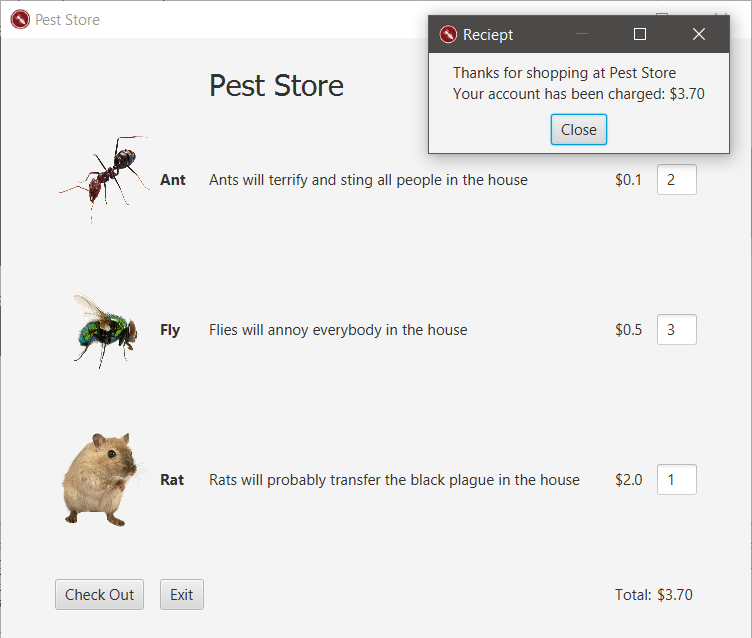 Pest Store
Reciept
Thanks for shopping at Pest Store
Your account has been charged: $3.70
Close
Pest Store
Ant Ants will terrify and sting all people in the house $0.1 2
Fly Flies will annoy everybody in the house $0.5 3
Rat Rats will probably transfer the black plague in the house $2.0 1
Check Out Exit Total: $3.70